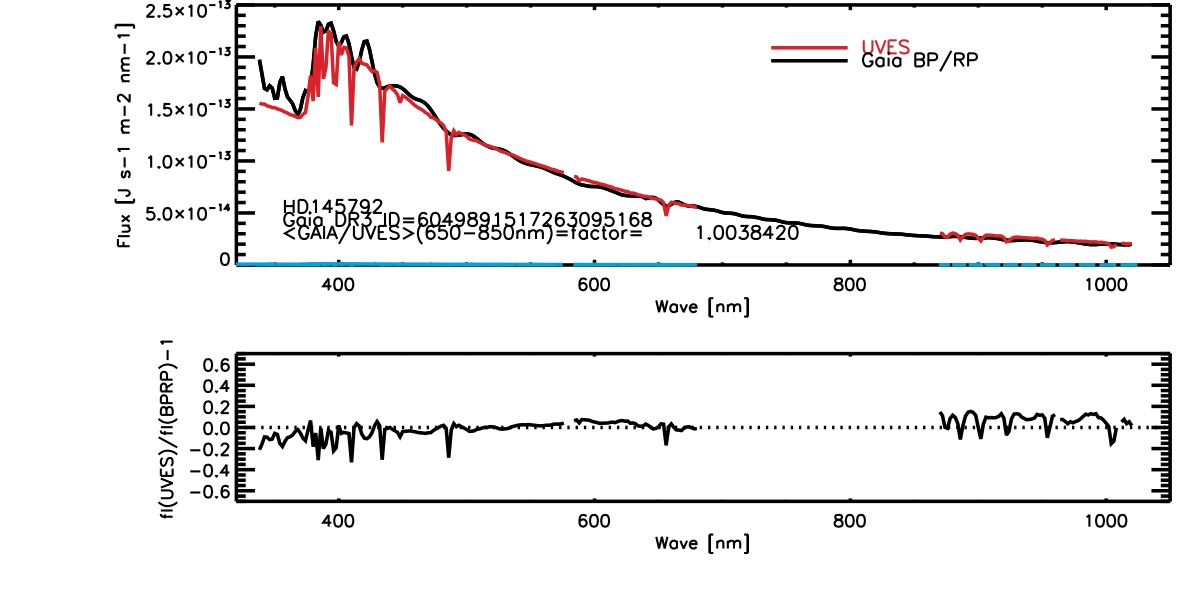 2.5×10−13
2.0×10−13
1.5×10−13
1.0×10−13
5.0×10−14
0
Flux [J s−1 m−2 nm−1]
UVES
Gaia BP/RP
HD145792
Gaia DR3 ID=6049891517263095168
<GAIA/UVES>(650−850nm)=factor= 1.0038420
400 600 800 1000
Wave [nm]
fl(UVES)/fl(BPRP)−1
0.6
0.4
0.2
0.0
−0.2
−0.4
−0.6
400 600 800 1000
Wave [nm]